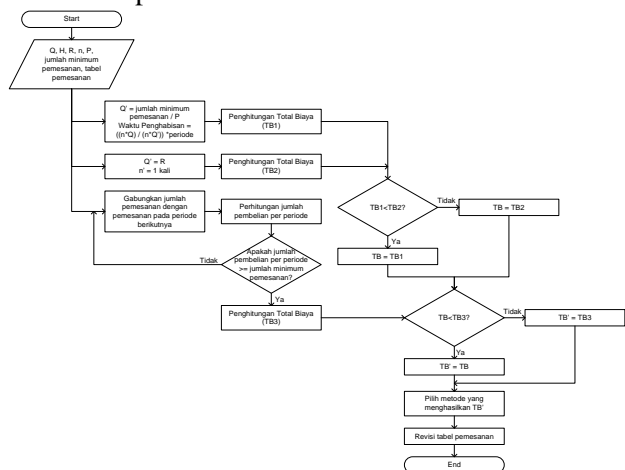 Start
Q, H, R, n, P,
jumlah minimum
pemesanan, tabel
pemesanan
Q' = jumlah minimum
pemesanan / P
Waktu Penghabisan =
((n*Q) / (n*Q')) *periode
Penghitungan Total Biaya
(TB1)
Q' = R
n' = 1 kali
Penghitungan Total Biaya
(TB2)
Gabungkan jumlah
pemesanan dengan
pemesanan pada periode
berikutnya
Perhitungan jumlah
pembelian per periode
TB1<TB2?
Tidak
TB = TB2
Ya
TB = TB1
Apakah jumlah
pembelian per periode
>= jumlah minimum
pemesanan?
Tidak
Ya
Penghitungan Total Biaya
(TB3)
TB<TB3?
Tidak
TB' = TB3
Ya
TB' = TB
Pilih metode yang
menghasilkan TB'
Revisi tabel pemesanan
End